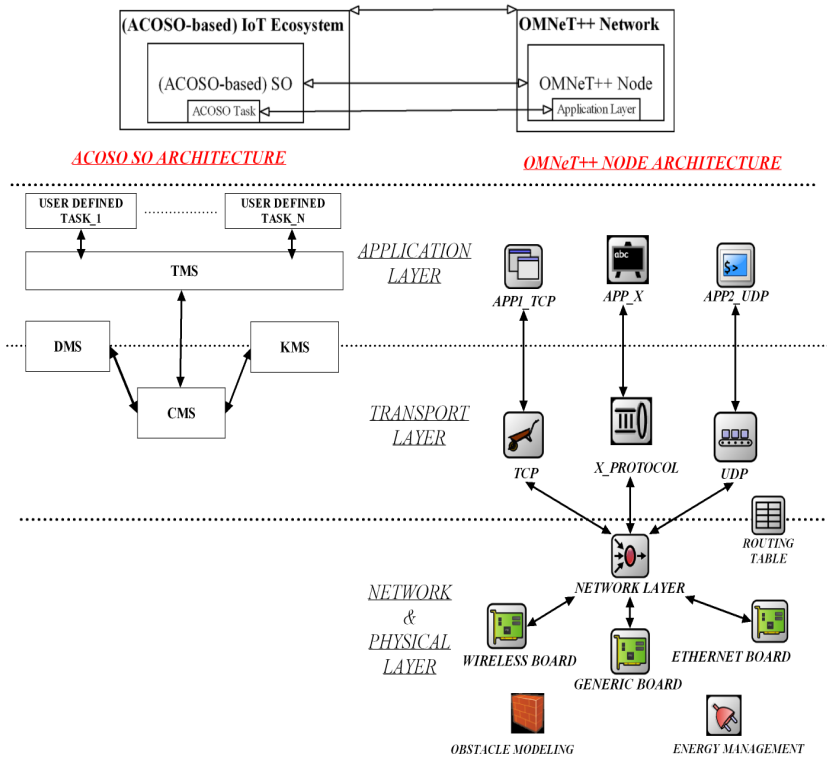 (ACOSO-based) IoT Ecosystem
OMNeT++ Network
(ACOSO-based) SO
OMNeT++ Node
ACOSO Task
Application Layer
ACOSO SO ARCHITECTURE
OMNeT++ NODE ARCHITECTURE
USER DEFINED
TASK_1
USER DEFINED
TASK_N
TMS
APPLICATION
LAYER
abc
$>
APP1_TCP
APP_X
APP2_UDP
DMS
KMS
CMS
TRANSPORT
LAYER
TCP
X_PROTOCOL
UDP
ROUTING
TABLE
NETWORK LAYER
NETWORK
&
PHYSICAL
LAYER
WIRELESS BOARD
GENERIC BOARD
ETHERNET BOARD
OBSTACLE MODELING
ENERGY MANAGEMENT